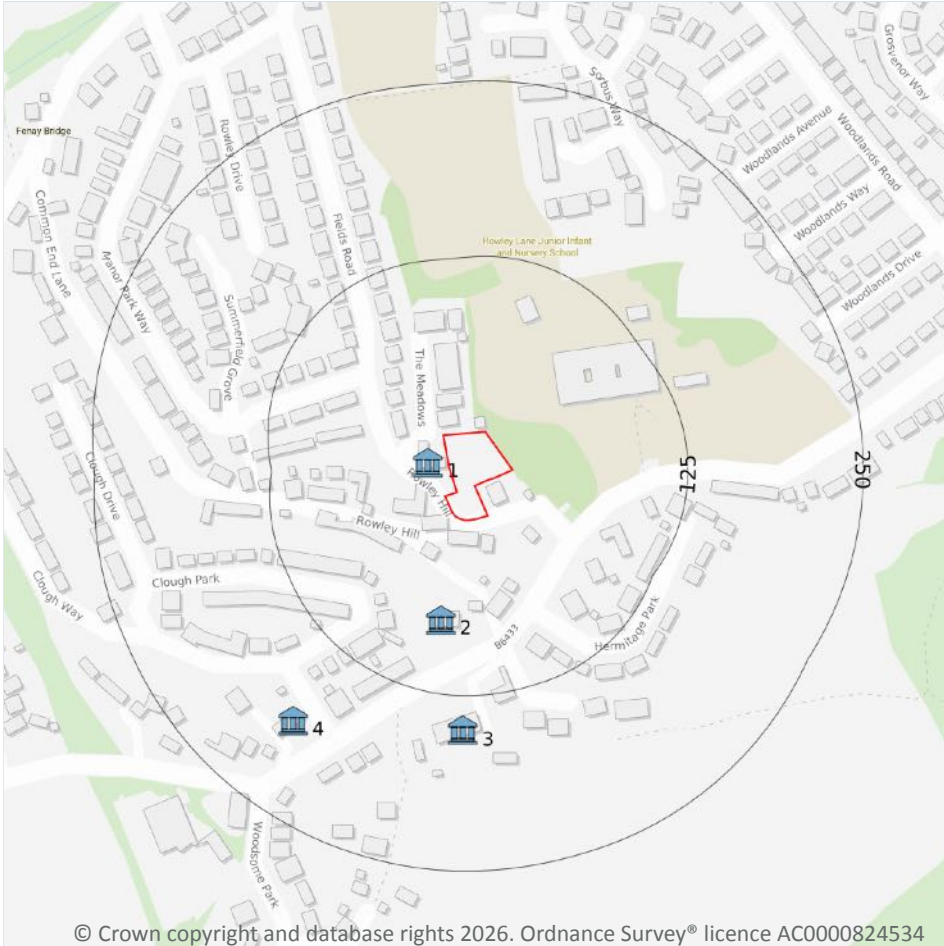 Grosvenor Way
Sorbus Way
Fenay Bridge
Rowley Drive
Woodlands Avenue
Woodlands Road
Common End Lane
Fields Road
Woodlands Way
Manor Park Way
Rowley Lane Junior Infant
and Nursery School
Woodlands Drive
Summerfield Grove
The Meadows
1
125
250
Clough Drive
Rowley Hill
Rowley Hill
Clough Park
Clough Way
2
B6433
Hermitage Park
4
3
Woodsome Park
© Crown copyright and database rights 2026. Ordnance Survey® licence AC0000824534